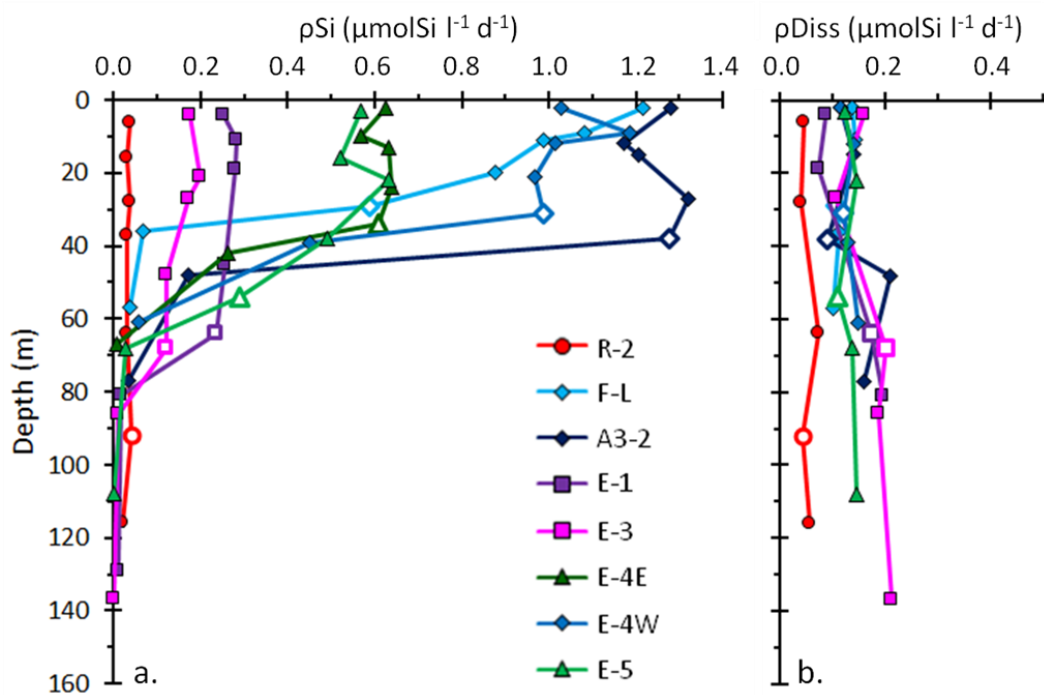 ρSi (µmolSi l-1 d-1)
ρDiss (µmolSi l-1 d-1)
0.0 0.2 0.4 0.6 0.8 1.0 1.2 1.4
0.0 0.2 0.4
Depth (m)
0
20
40
60
80
100
120
140
160
R-2
F-L
A3-2
E-1
E-3
E-4E
E-4W
E-5
a.
b.